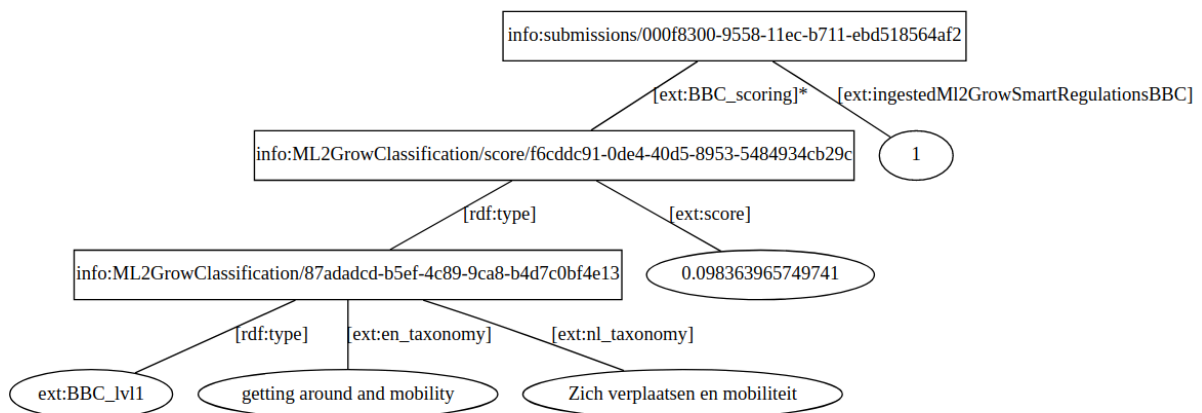 info:submissions/000f8300-9558-11ec-b711-ebd518564af2
[ext:BBC_scoring]*
[ext:ingestedMl2GrowSmartRegulationsBBC]
info:ML2GrowClassification/score/f6cddc91-0de4-40d5-8953-5484934cb29c
1
[rdf:type]
[ext:score]
info:ML2GrowClassification/87adadcd-b5ef-4c89-9ca8-b4d7c0bf4e13
0.098363965749741
[rdf:type]
[ext:en_taxonomy]
[ext:nl_taxonomy]
ext:BBC_lvl1
getting around and mobility
Zich verplaatsen en mobiliteit